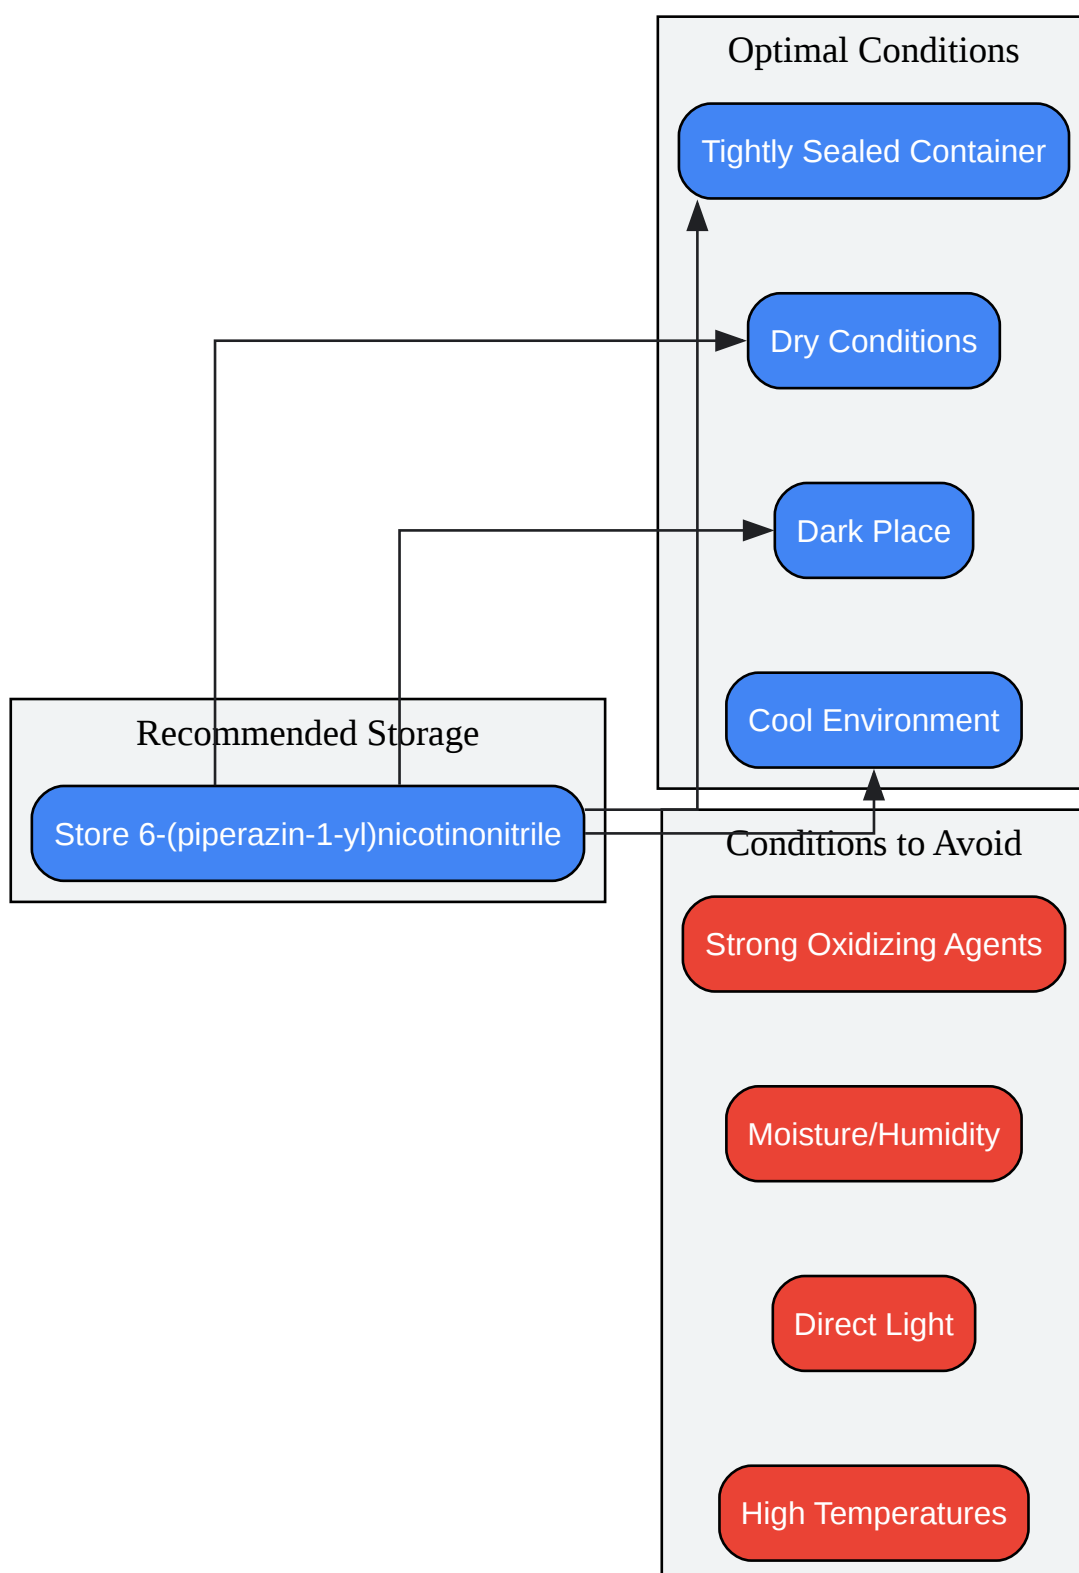 Optimal Conditions
Tightly Sealed Container
Dry Conditions
Dark Place
Cool Environment
Recommended Storage
Store 6-(piperazin-1-yl)nicotinonitrile
Conditions to Avoid
Strong Oxidizing Agents
Moisture/Humidity
Direct Light
High Temperatures